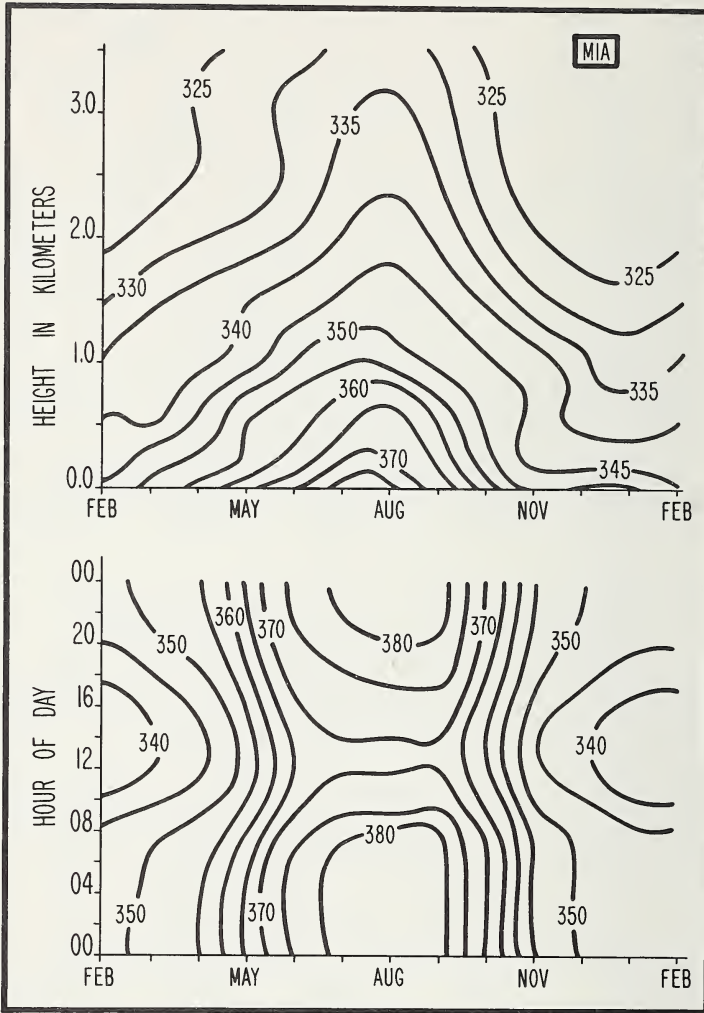 MIA
325
325
3.0
335
HEIGHT IN KILOMETERS
2.0
325
330
340
350
1.0
360
335
370
345
0.0
FEB MAY AUG NOV FEB
00
360 370 370
20 350 380 350
HOUR OF DAY
16
340 340
12
08
380
04
350 370 350
00
FEB MAY AUG NOV FEB